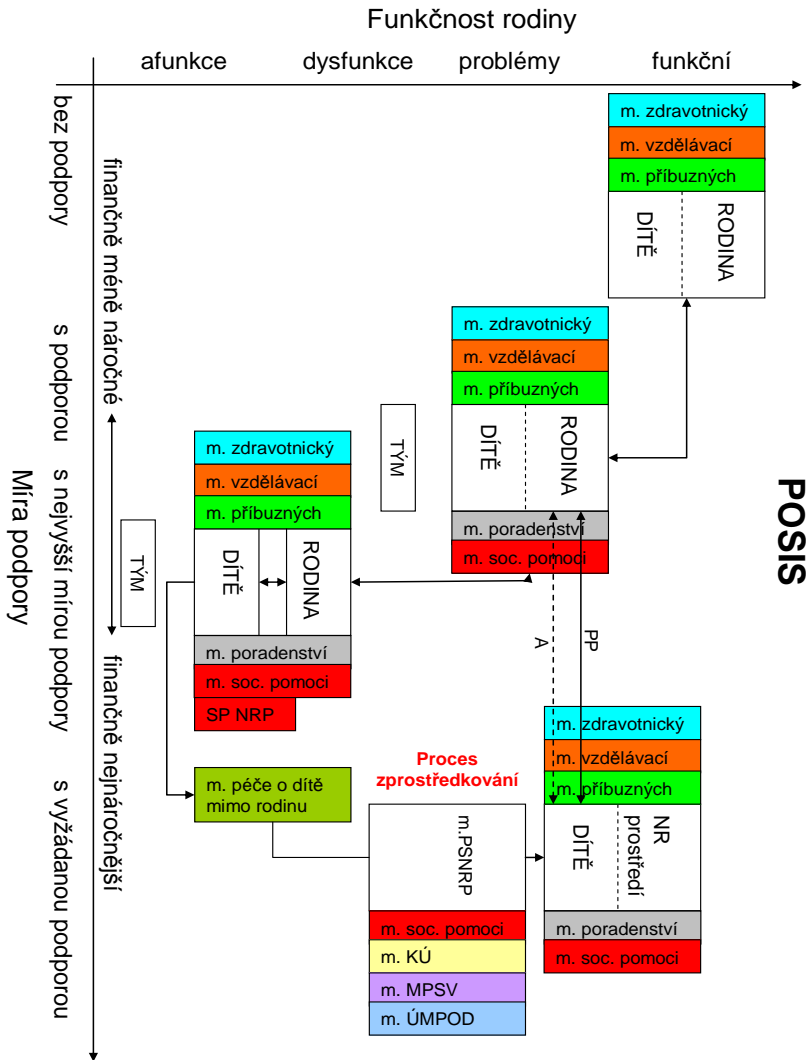 Funkčnost rodiny
afunkce
dysfunkce
problémy
funkční
POSIS
bez podpory
s podporou
s nejvyšší mírou podpory
s vyžádanou podporou
Míra podpory
finančně méně náročné
finančně nejnáročnější
m. zdravotnický
m. vzdělávací
m. příbuzných
RODINA
DÍTĚ
m. zdravotnický
m. vzdělávací
m. příbuzných
RODINA
DÍTĚ
m. poradenství
m. soc. pomoci
TÝM
m. zdravotnický
m. vzdělávací
m. příbuzných
RODINA
DÍTĚ
m. poradenství
m. soc. pomoci
SP NRP
TÝM
PP
A
m. péče o dítě
mimo rodinu
Proces
zprostředkování
m.PSNRP
m. soc. pomoci
m. KÚ
m. MPSV
m. ÚMPOD
m. zdravotnický
m. vzdělávací
m. příbuzných
NR
prostředí
DÍTĚ
m. poradenství
m. soc. pomoci